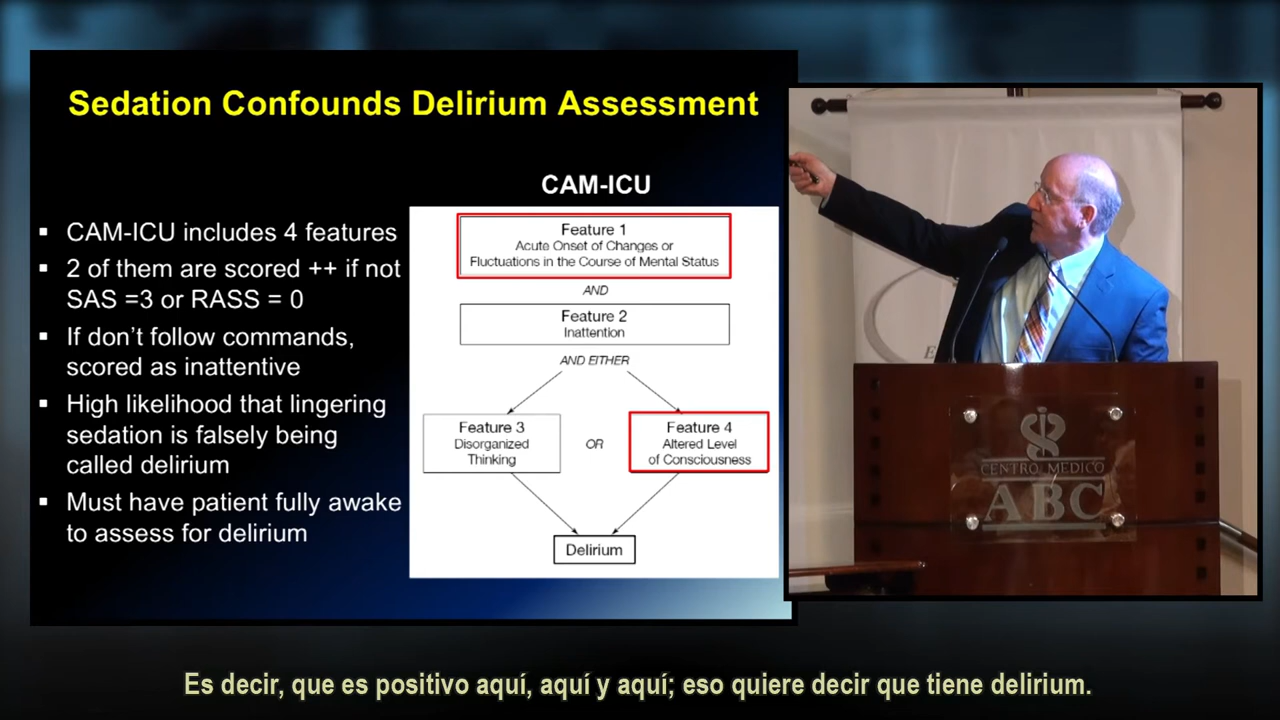 Sedation Confounds Delirium Assessment
CAM-ICU
▪ CAM-ICU includes 4 features
▪ 2 of them are scored ++ if not
SAS =3 or RASS = 0
▪ If don’t follow commands,
scored as inattentive
▪ High likelihood that lingering
sedation is falsely being
called delirium
▪ Must have patient fully awake
to assess for delirium
Feature 1
Acute Onset of Changes or
Fluctuations in the Course of Mental Status
AND
Feature 2
Inattention
AND EITHER
Feature 3
Disorganized
Thinking
OR
Feature 4
Altered Level
of Consciousness
Delirium
CENTRO MEDICO
ABC
Es decir, que es positivo aquí, aquí y aquí; eso quiere decir que tiene delirium.